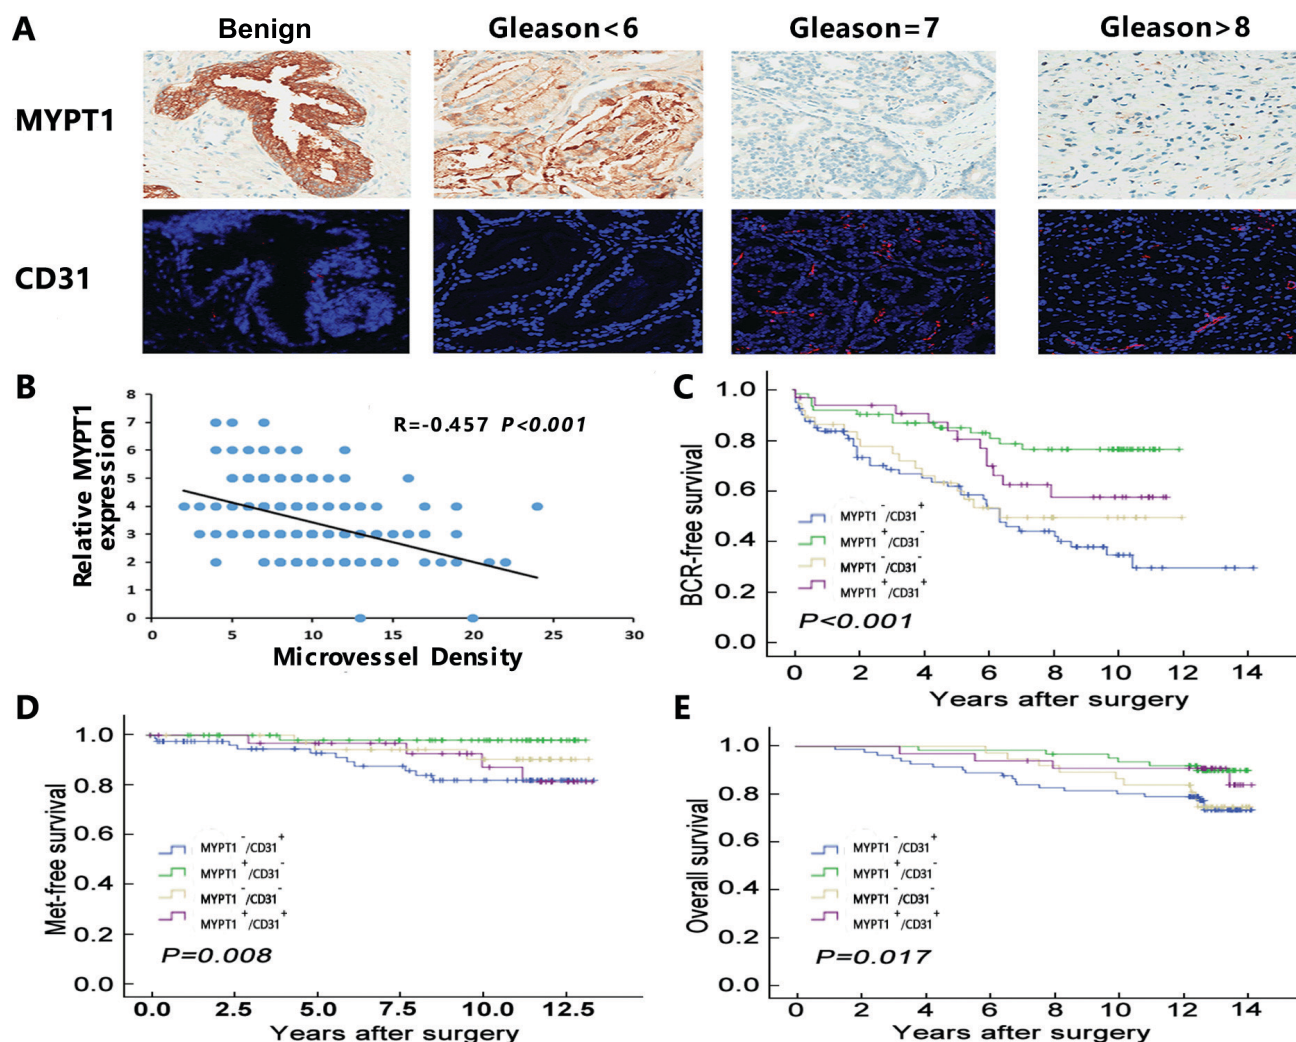 A
Benign
Gleason<6
Gleason=7
Gleason>8
MYPT1
CD31
B
Relative MYPT1
expression
8
7
6
5
4
3
2
1
0
R=-0.457 P<0.001
0
5
10
15
20
25
30
Microvessel Density
C
BCR-free survival
1.0
0.8
0.6
0.4
0.2
0.0
MYPT1⁻/CD31⁺
MYPT1⁺/CD31⁻
MYPT1⁻/CD31⁻
MYPT1⁺/CD31⁺
P<0.001
0
2
4
6
8
10
12
14
Years after surgery
D
Met-free survival
1.0
0.8
0.6
0.4
0.2
0.0
MYPT1⁻/CD31⁺
MYPT1⁺/CD31⁻
MYPT1⁻/CD31⁻
MYPT1⁺/CD31⁺
P=0.008
0.0
2.5
5.0
7.5
10.0
12.5
Years after surgery
E
Overall survival
1.0
0.8
0.6
0.4
0.2
0.0
MYPT1⁻/CD31⁺
MYPT1⁺/CD31⁻
MYPT1⁻/CD31⁻
MYPT1⁺/CD31⁺
P=0.017
0
2
4
6
8
10
12
14
Years after surgery